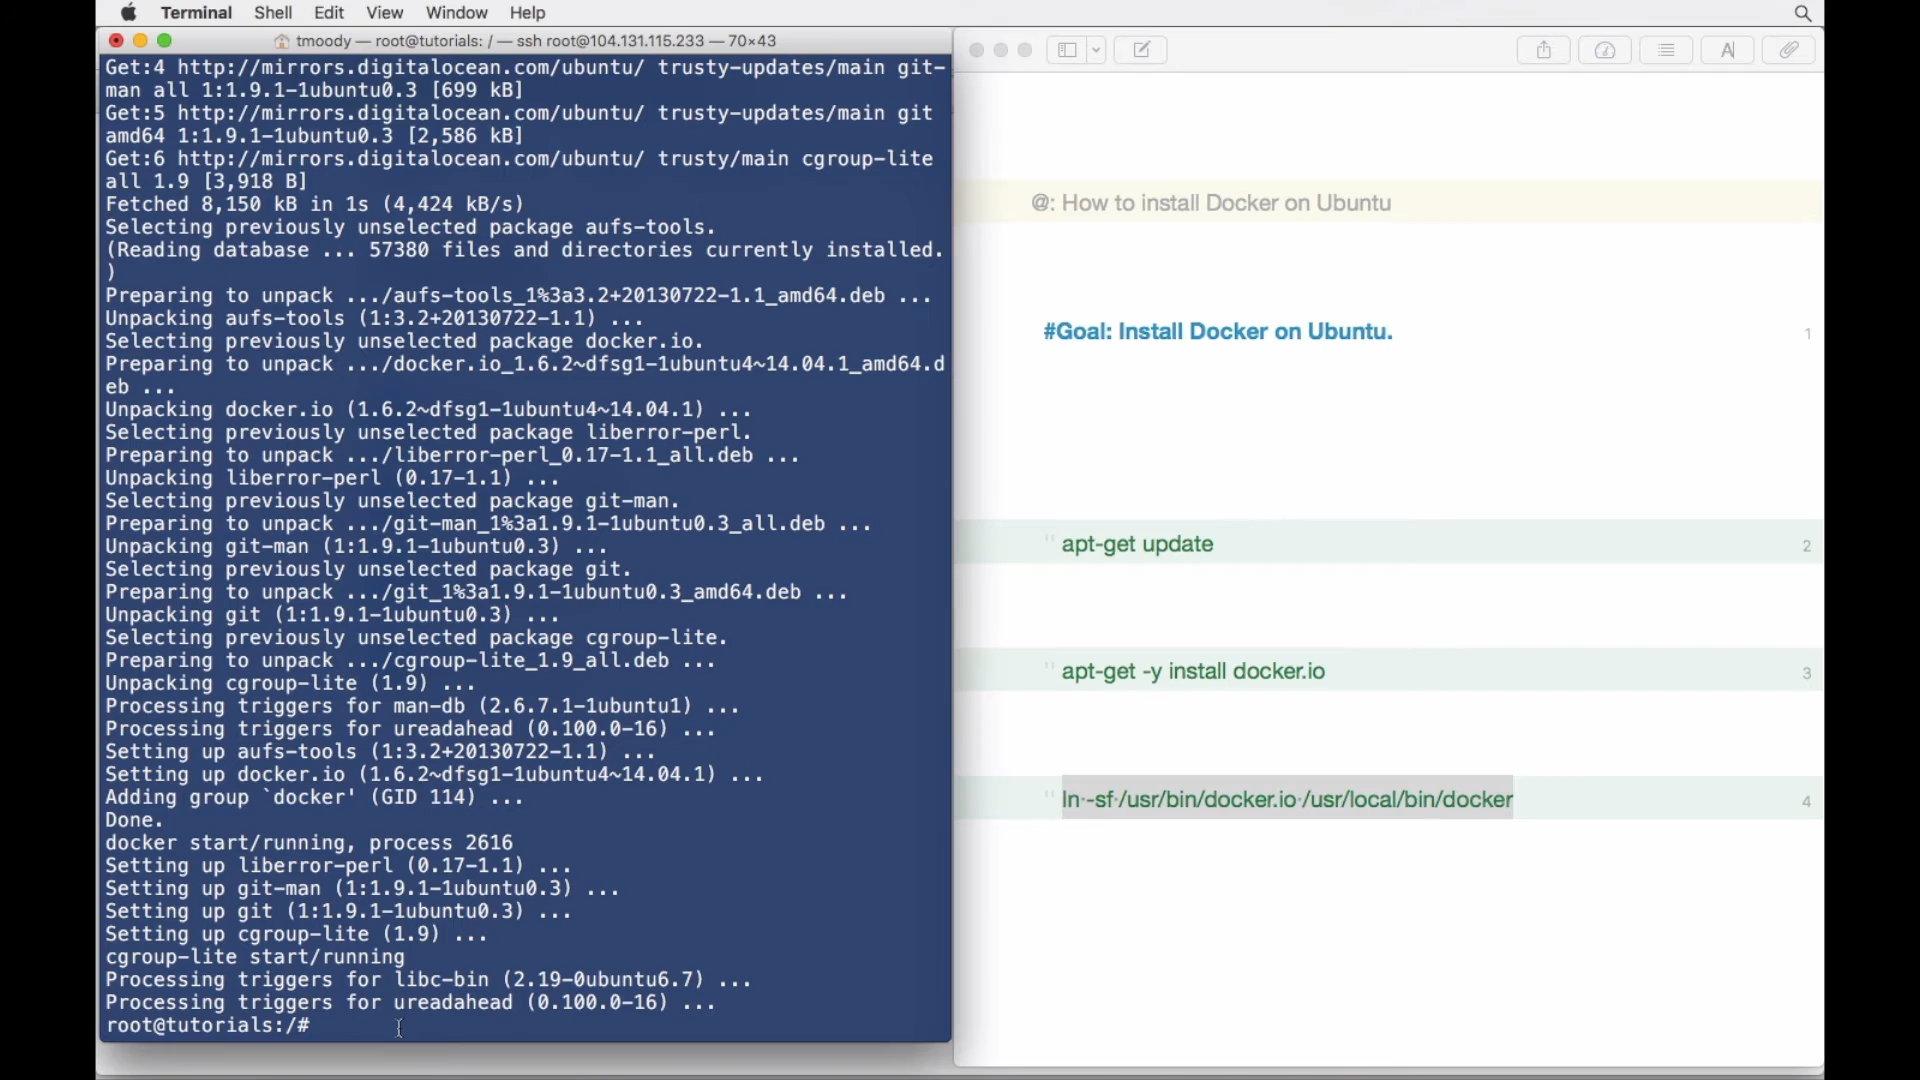 Terminal Shell Edit View Window Help
tmoody — root@tutorials: / — ssh root@104.131.115.233 — 70×43
Get:4 http://mirrors.digitalocean.com/ubuntu/ trusty-updates/main git-
man all 1:1.9.1-1ubuntu0.3 [699 kB]
Get:5 http://mirrors.digitalocean.com/ubuntu/ trusty-updates/main git
amd64 1:1.9.1-1ubuntu0.3 [2,586 kB]
Get:6 http://mirrors.digitalocean.com/ubuntu/ trusty/main cgroup-lite
all 1.9 [3,918 B]
Fetched 8,150 kB in 1s (4,424 kB/s)
Selecting previously unselected package aufs-tools.
(Reading database ... 57380 files and directories currently installed.
)
Preparing to unpack .../aufs-tools_1%3a3.2+20130722-1.1_amd64.deb ...
Unpacking aufs-tools (1:3.2+20130722-1.1) ...
Selecting previously unselected package docker.io.
Preparing to unpack .../docker.io_1.6.2~dfsg1-1ubuntu4~14.04.1_amd64.d
eb ...
Unpacking docker.io (1.6.2~dfsg1-1ubuntu4~14.04.1) ...
Selecting previously unselected package liberror-perl.
Preparing to unpack .../liberror-perl_0.17-1.1_all.deb ...
Unpacking liberror-perl (0.17-1.1) ...
Selecting previously unselected package git-man.
Preparing to unpack .../git-man_1%3a1.9.1-1ubuntu0.3_all.deb ...
Unpacking git-man (1:1.9.1-1ubuntu0.3) ...
Selecting previously unselected package git.
Preparing to unpack .../git_1%3a1.9.1-1ubuntu0.3_amd64.deb ...
Unpacking git (1:1.9.1-1ubuntu0.3) ...
Selecting previously unselected package cgroup-lite.
Preparing to unpack .../cgroup-lite_1.9_all.deb ...
Unpacking cgroup-lite (1.9) ...
Processing triggers for man-db (2.6.7.1-1ubuntu1) ...
Processing triggers for ureadahead (0.100.0-16) ...
Setting up aufs-tools (1:3.2+20130722-1.1) ...
Setting up docker.io (1.6.2~dfsg1-1ubuntu4~14.04.1) ...
Adding group `docker' (GID 114) ...
Done.
docker start/running, process 2616
Setting up liberror-perl (0.17-1.1) ...
Setting up git-man (1:1.9.1-1ubuntu0.3) ...
Setting up git (1:1.9.1-1ubuntu0.3) ...
Setting up cgroup-lite (1.9) ...
cgroup-lite start/running
Processing triggers for libc-bin (2.19-0ubuntu6.7) ...
Processing triggers for ureadahead (0.100.0-16) ...
root@tutorials:/#
@: How to install Docker on Ubuntu
#Goal: Install Docker on Ubuntu. 1
" apt-get update 2
" apt-get -y install docker.io 3
" ln·-sf·/usr/bin/docker.io·/usr/local/bin/docker 4